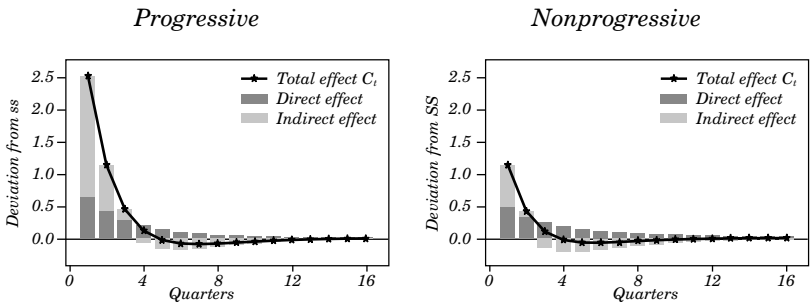 Progressive
Nonprogressive
Deviation from ss
2.5
2.0
1.5
1.0
0.5
0.0
Total effect Cₜ
Direct effect
Indirect effect
0
4
8
12
16
Quarters
Deviation from SS
2.5
2.0
1.5
1.0
0.5
0.0
Total effect Cₜ
Direct effect
Indirect effect
0
4
8
12
16
Quarters